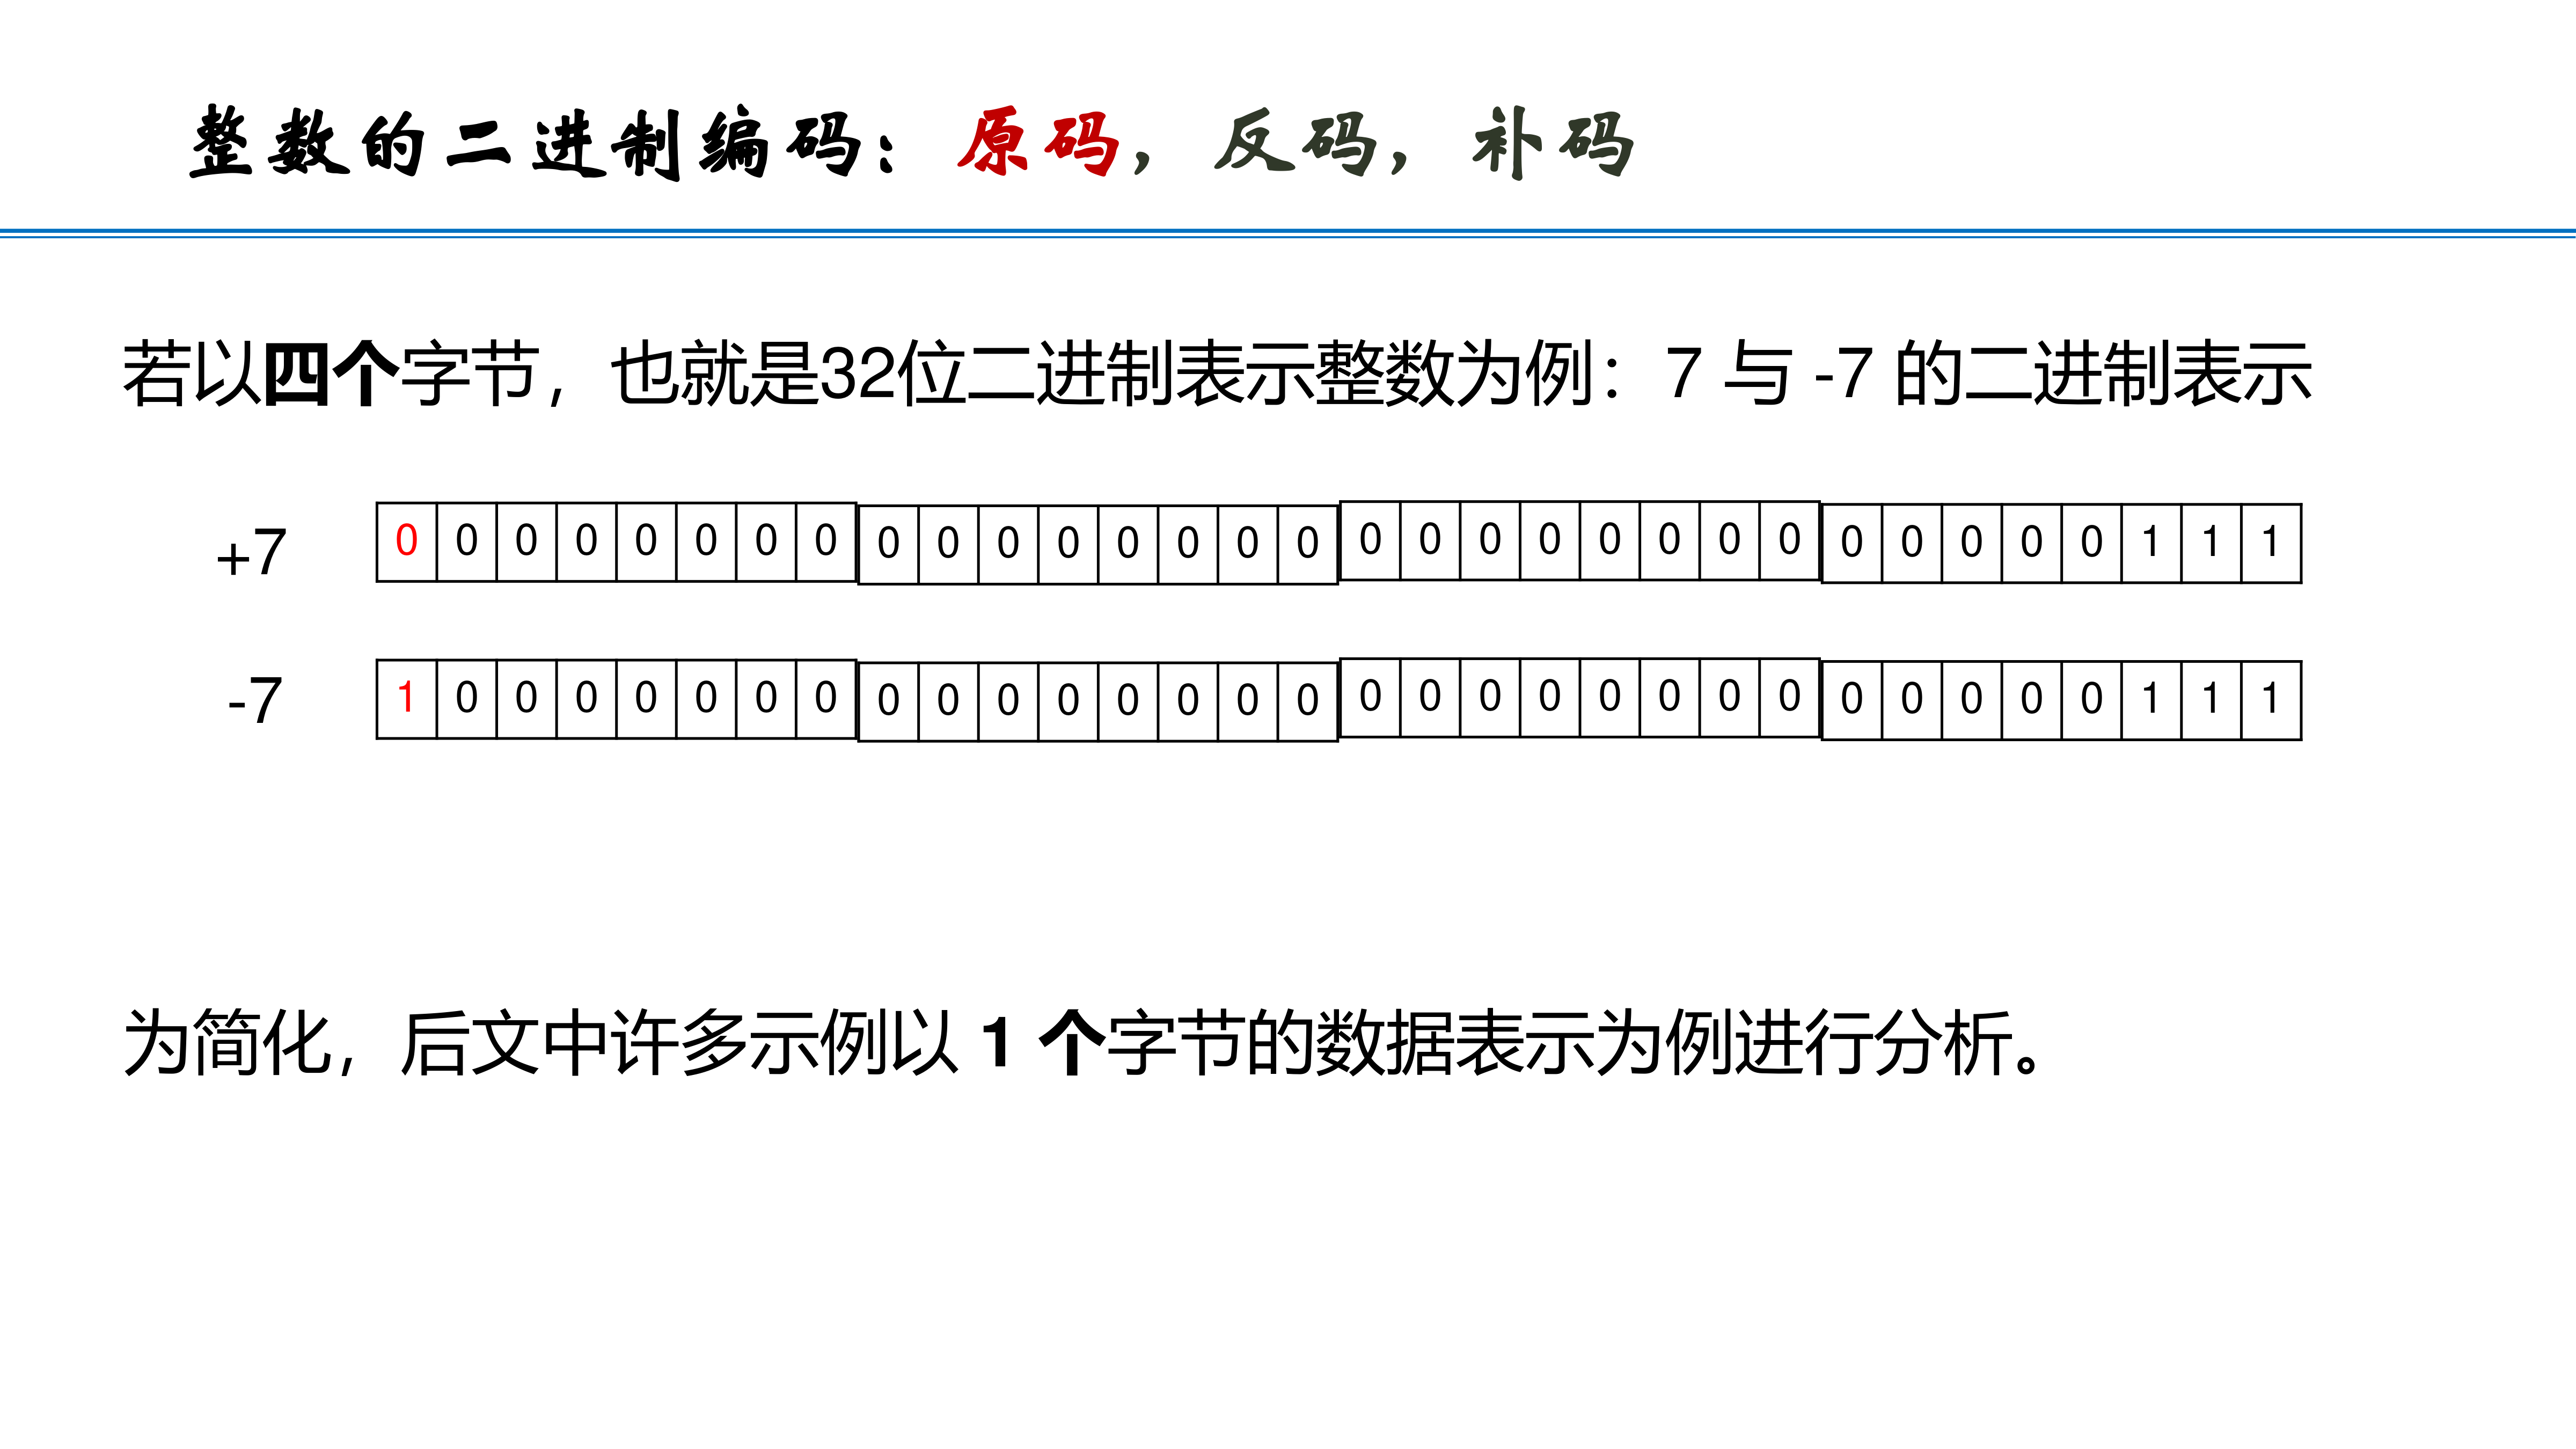 整数的二进制编码：原码，反码，补码
若以四个字节，也就是32位二进制表示整数为例：7 与 -7 的二进制表示
+7 0 0 0 0 0 0 0 0 0 0 0 0 0 0 0 0 0 0 0 0 0 0 0 0 0 0 0 0 0 1 1 1
-7 1 0 0 0 0 0 0 0 0 0 0 0 0 0 0 0 0 0 0 0 0 0 0 0 0 0 0 0 0 1 1 1
为简化，后文中许多示例以 1 个字节的数据表示为例进行分析。